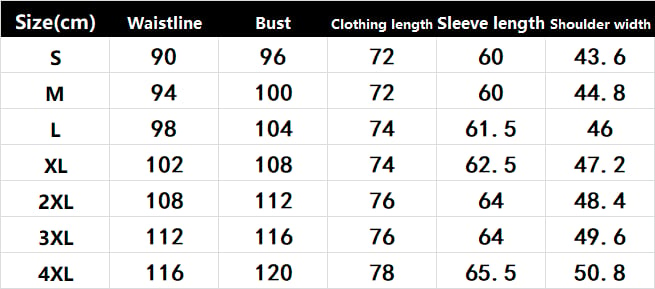 Size(cm) Waistline Bust Clothing length Sleeve length Shoulder width
S 90 96 72 60 43.6
M 94 100 72 60 44.8
L 98 104 74 61.5 46
XL 102 108 74 62.5 47.2
2XL 108 112 76 64 48.4
3XL 112 116 76 64 49.6
4XL 116 120 78 65.5 50.8